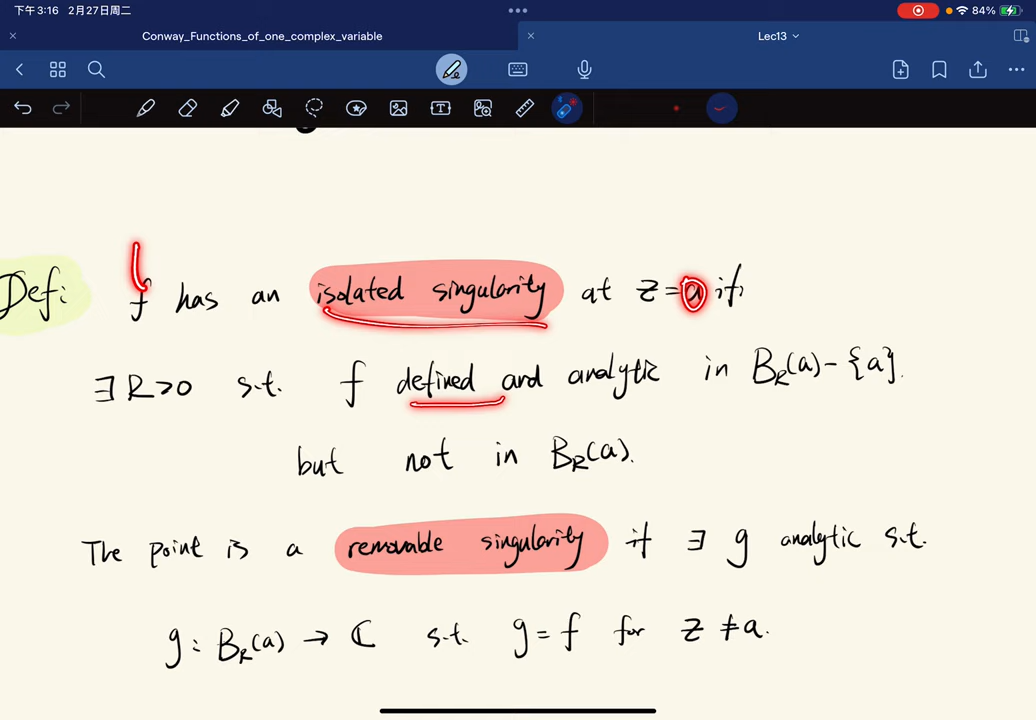 下午3:16 2月27日周二
84%
Conway_Functions_of_one_complex_variable
Lec13
Def:
f has an isolated singularity at z=a if
∃ R>0 s.t. f defined and analytic in B_R(a)-{a}.
but not in B_R(a).
The point is a removable singularity if ∃ g analytic s.t.
g: B_R(a) → ℂ s.t. g=f for z≠a.